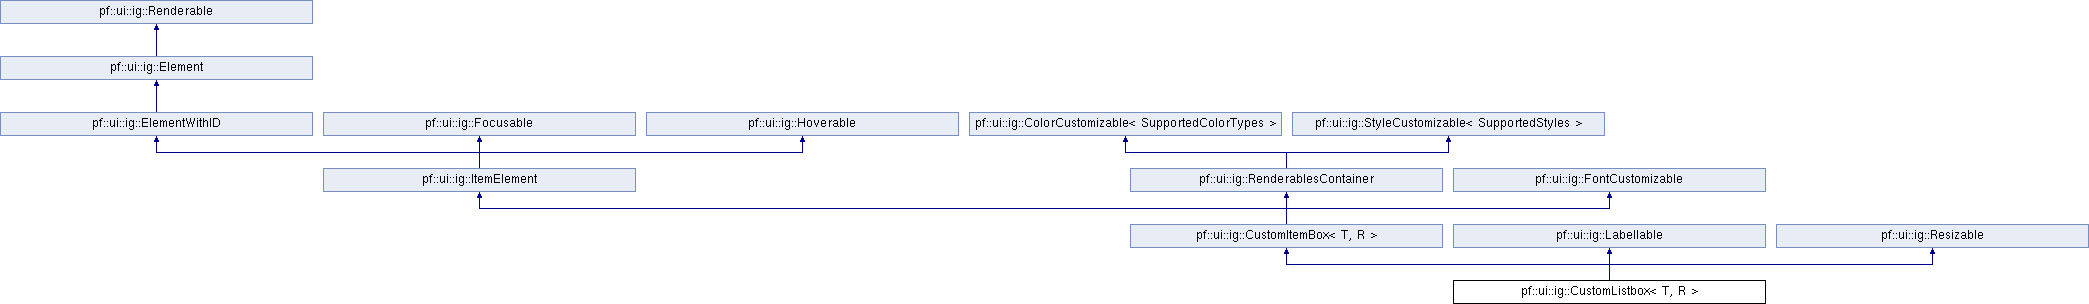 pf::ui::ig::Renderable
pf::ui::ig::Element
pf::ui::ig::ElementWithID
pf::ui::ig::Focusable
pf::ui::ig::Hoverable
pf::ui::ig::ColorCustomizable< SupportedColorTypes >
pf::ui::ig::StyleCustomizable< SupportedStyles >
pf::ui::ig::ItemElement
pf::ui::ig::RenderablesContainer
pf::ui::ig::FontCustomizable
pf::ui::ig::CustomItemBox< T, R >
pf::ui::ig::Labellable
pf::ui::ig::Resizable
pf::ui::ig::CustomListbox< T, R >